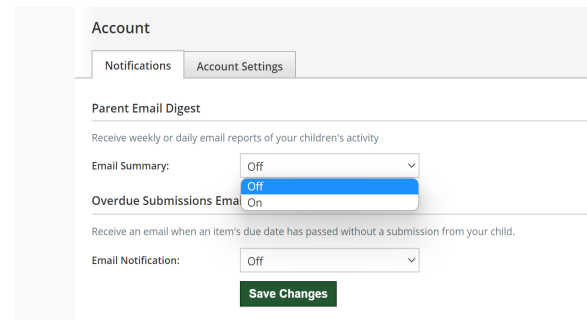 Account
Notifications Account Settings
Parent Email Digest
Receive weekly or daily email reports of your children's activity
Email Summary: Off
Off
On
Overdue Submissions
Receive an email when an item's due date has passed without a submission from your child.
Email Notification: Off
Save Changes